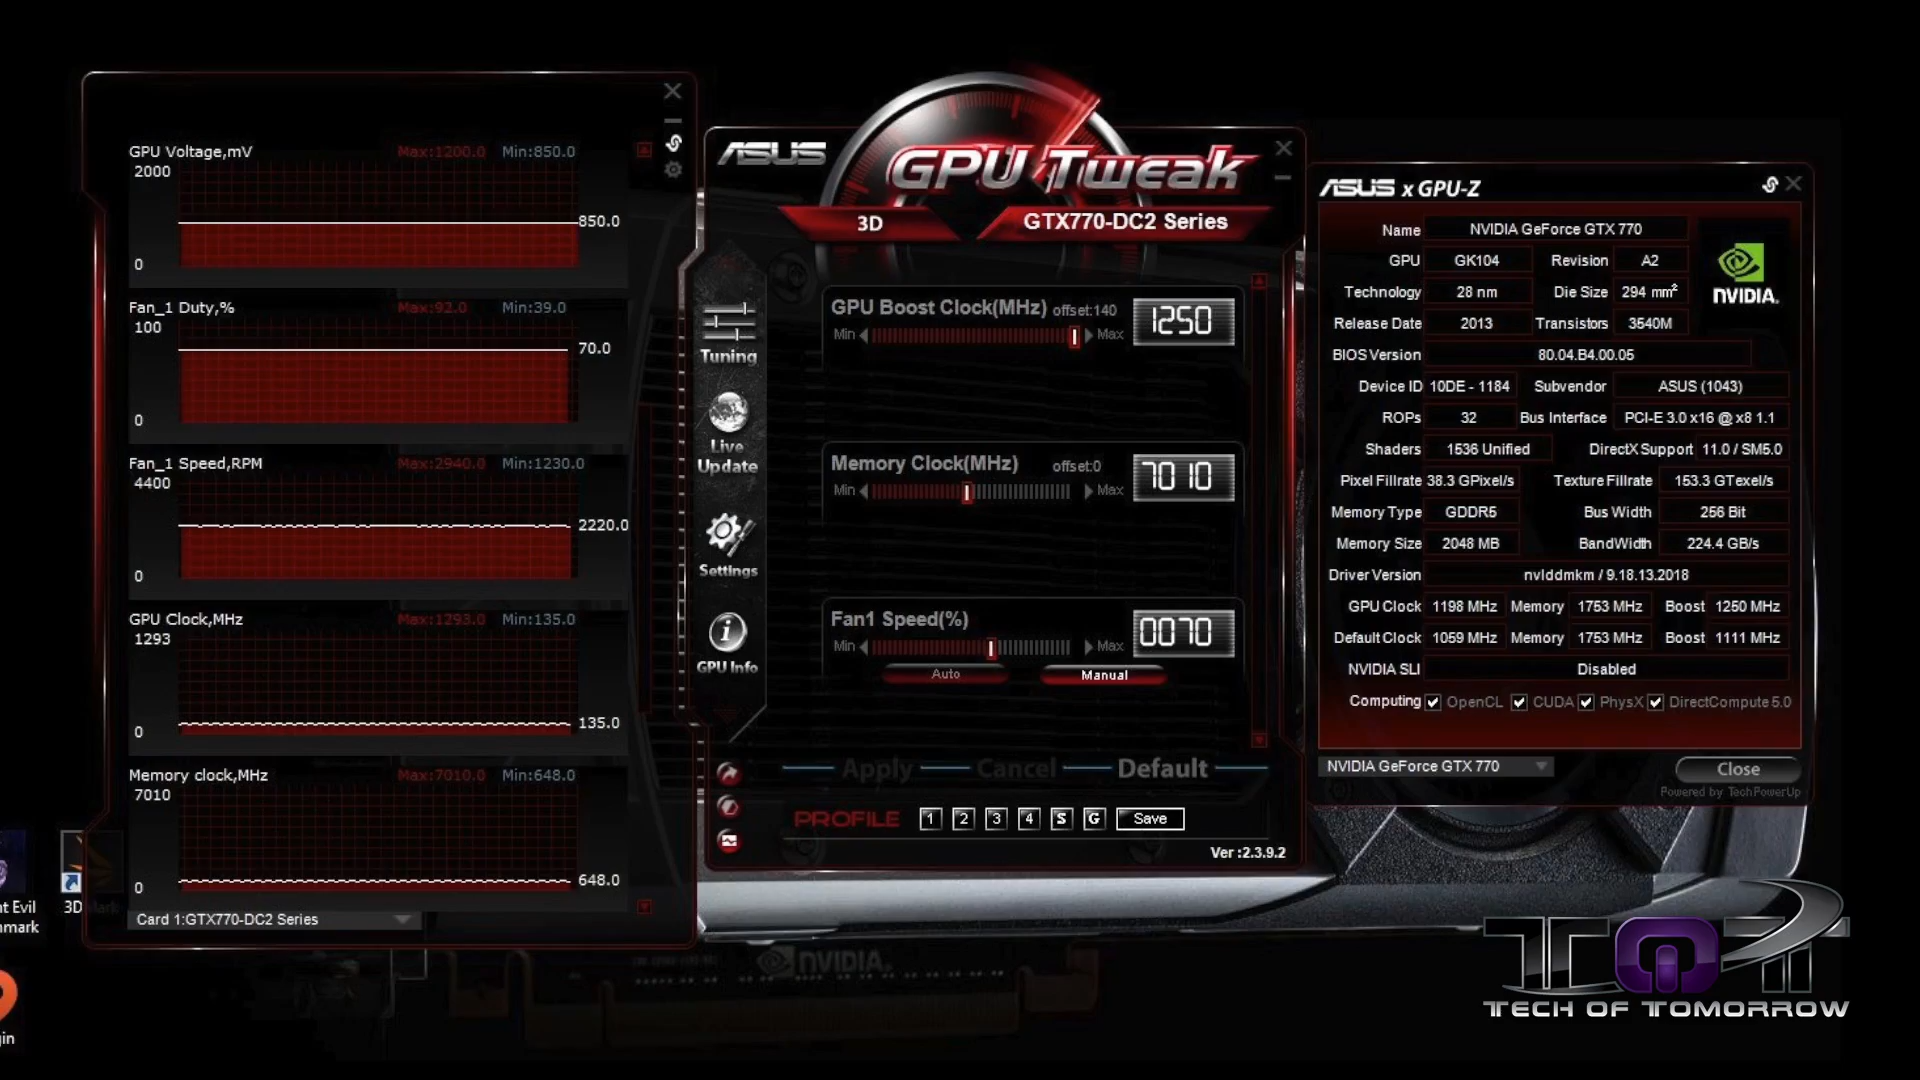 GPU Voltage,mV Max:1200.0 Min:850.0
2000
850.0
0
Fan_1 Duty,% Max:92.0 Min:39.0
100
70.0
0
Fan_1 Speed,RPM Max:2940.0 Min:1230.0
4400
2220.0
0
GPU Clock,MHz Max:1293.0 Min:135.0
1293
135.0
0
Memory clock,MHz Max:7010.0 Min:648.0
7010
648.0
0
Card 1:GTX770-DC2 Series
ASUS GPU Tweak
3D GTX770-DC2 Series
Tuning
Live
Update
Settings
GPU Info
GPU Boost Clock(MHz) offset:140 1250
Min Max
Memory Clock(MHz) offset:0 7010
Min Max
Fan1 Speed(%) 0070
Min Max
Auto Manual
Apply Cancel Default
PROFILE 1 2 3 4 S G Save
Ver :2.3.9.2
ASUS x GPU-Z
Name NVIDIA GeForce GTX 770
GPU GK104 Revision A2
Technology 28 nm Die Size 294 mm²
NVIDIA.
Release Date 2013 Transistors 3540M
BIOS Version 80.04.B4.00.05
Device ID 10DE - 1184 Subvendor ASUS (1043)
ROPs 32 Bus Interface PCI-E 3.0 x16 @ x8 1.1
Shaders 1536 Unified DirectX Support 11.0 / SM5.0
Pixel Fillrate 38.3 GPixel/s Texture Fillrate 153.3 GTexel/s
Memory Type GDDR5 Bus Width 256 Bit
Memory Size 2048 MB BandWidth 224.4 GB/s
Driver Version nvlddmkm / 9.18.13.2018
GPU Clock 1198 MHz Memory 1753 MHz Boost 1250 MHz
Default Clock 1059 MHz Memory 1753 MHz Boost 1111 MHz
NVIDIA SLI Disabled
Computing OpenCL CUDA PhysX DirectCompute 5.0
NVIDIA GeForce GTX 770 Close
Powered by TechPowerUp
nt Evil
mark
3DMark
gin
NVIDIA.
TOT
TECH OF TOMORROW